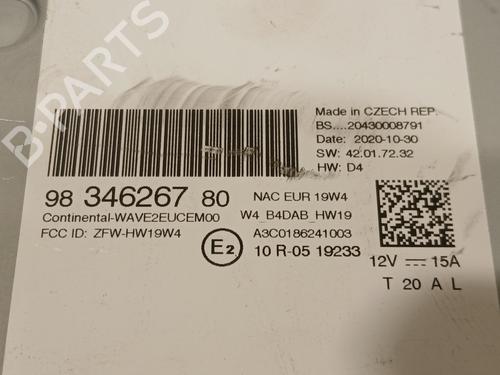 B-PARTS
Made in CZECH REP.
BS....20430008791
Date: 2020-10-30
SW: 42.01.72.32
HW: D4
98 346267 80
NAC EUR 19W4
Continental-WAVE2EUCEM00
W4_B4DAB_HW19
FCC ID: ZFW-HW19W4
A3C0186241003
E2
10 R-05 19233
12V 15A
T 20 A L